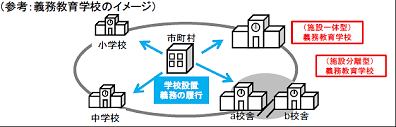 (参考:義務教育学校のイメージ)
小学校
市町村
(施設一体型)
義務教育学校
(施設分離型)
義務教育学校
学校設置
義務の履行
中学校
a校舎
b校舎